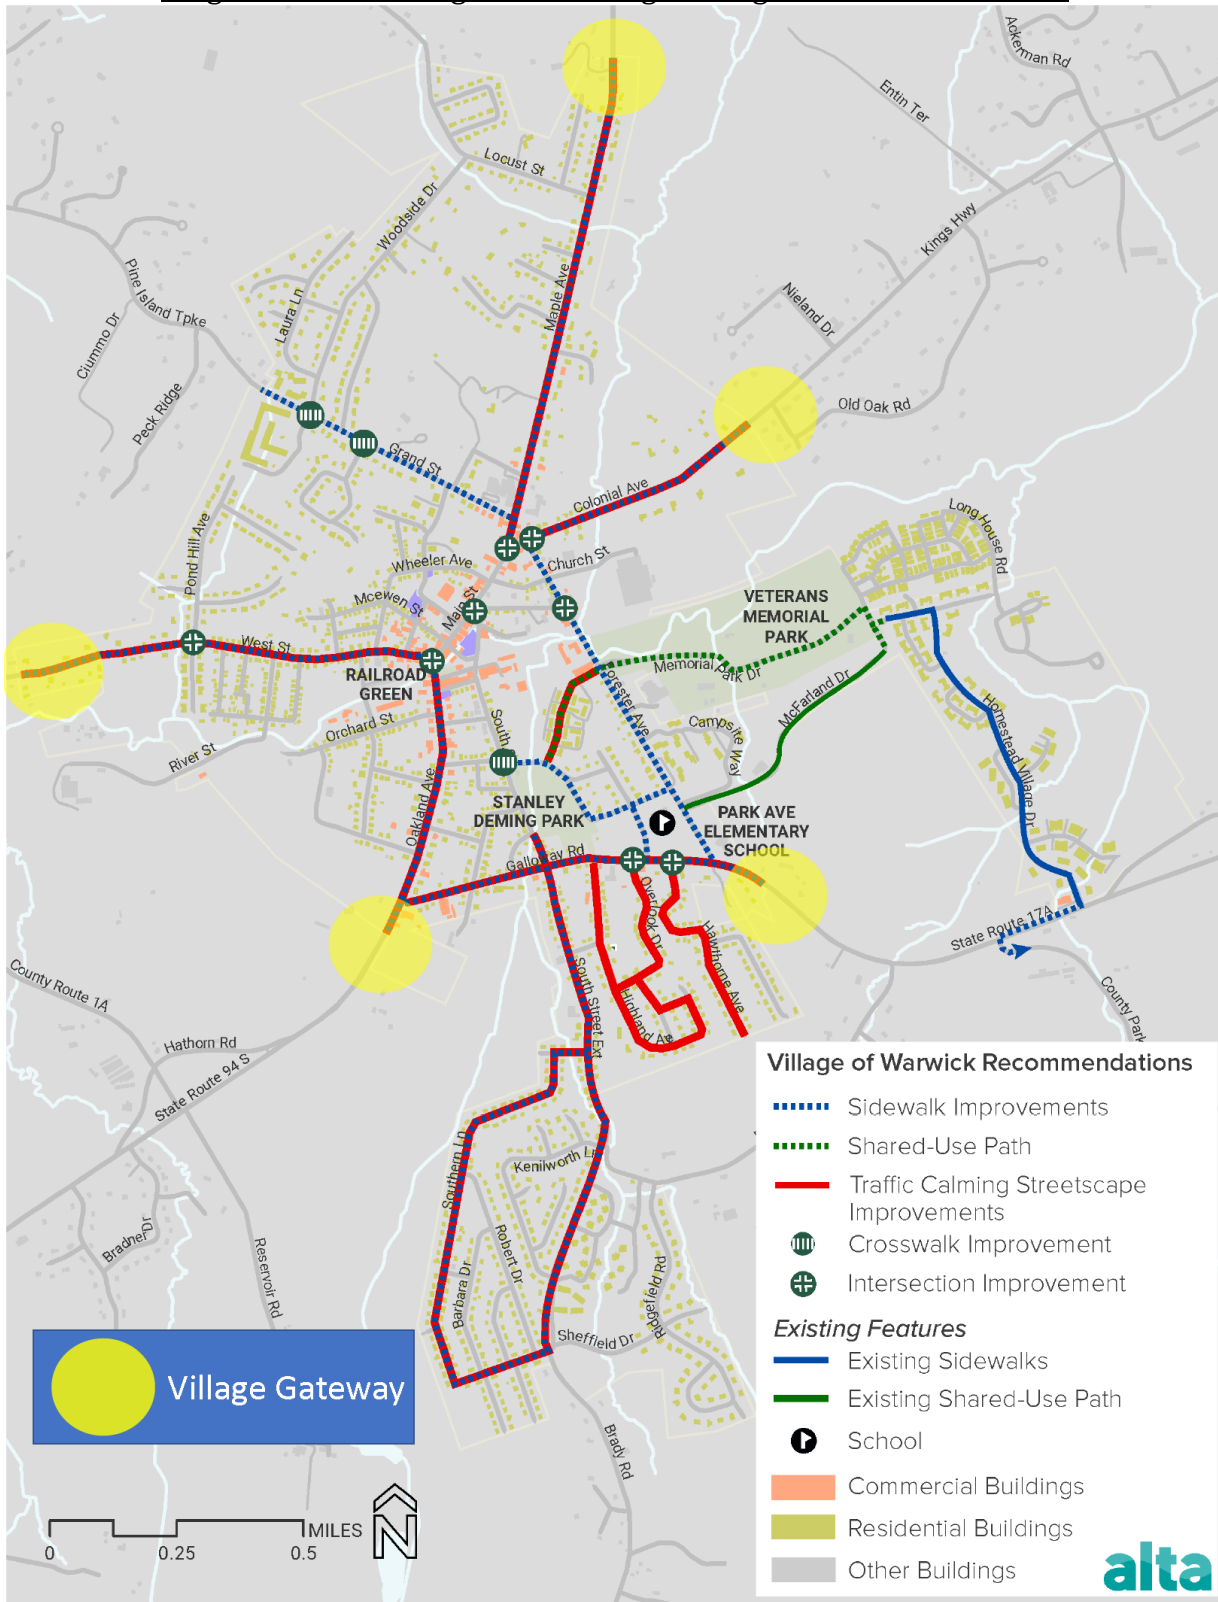 Ackerman Rd
Entin Ter
Locust St
Woodside Dr
Kings Hwy
Pine Island Tpke
Laura Ln
Maple Ave
Nieland Dr
Ciummo Dr
Peck Ridge
Old Oak Rd
Grand St
Colonial Ave
Long House Rd
Pond Hill Ave
Wheeler Ave
Church St
Mcewen St
Main St
VETERANS
MEMORIAL
PARK
West St
RAILROAD
GREEN
Memorial Park Dr
Forester Ave
McFarland Dr
Orchard St
South
Campsite
Way
River St
Homestead Village Dr
Oakland Ave
STANLEY
DEMING PARK
PARK AVE
ELEMENTARY
SCHOOL
Galloway Rd
Overlook Dr
Hawthorne Ave
State Route 17A
County Route 1A
South Street Ext
Highland Ave
County Park
Hathorn Rd
State Route 94 S
Southern Ln
Kenilworth Ln
Bradner Dr
Reservoir Rd
Barbara Dr
Robert Dr
Ridgefield Rd
Sheffield Dr
Brady Rd
Village of Warwick Recommendations
Sidewalk Improvements
Shared-Use Path
Traffic Calming Streetscape
Improvements
Crosswalk Improvement
Intersection Improvement
Existing Features
Existing Sidewalks
Existing Shared-Use Path
School
Commercial Buildings
Residential Buildings
Other Buildings
Village Gateway
MILES
0 0.25 0.5
N
alta